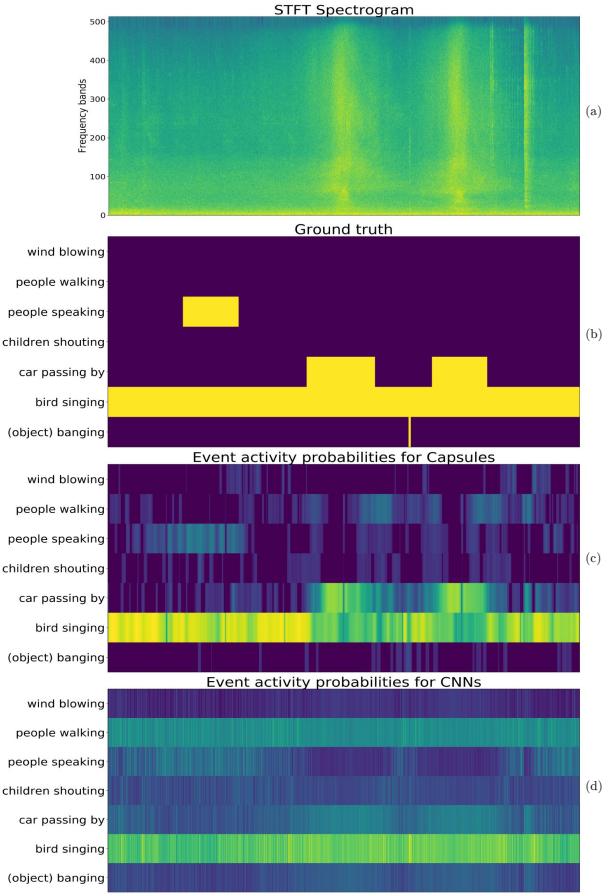 STFT Spectrogram
500
400
300
200
100
0
Frequency bands
(a)
Ground truth
wind blowing
people walking
people speaking
children shouting
car passing by
bird singing
(object) banging
(b)
Event activity probabilities for Capsules
wind blowing
people walking
people speaking
children shouting
car passing by
bird singing
(object) banging
(c)
Event activity probabilities for CNNs
wind blowing
people walking
people speaking
children shouting
car passing by
bird singing
(object) banging
(d)